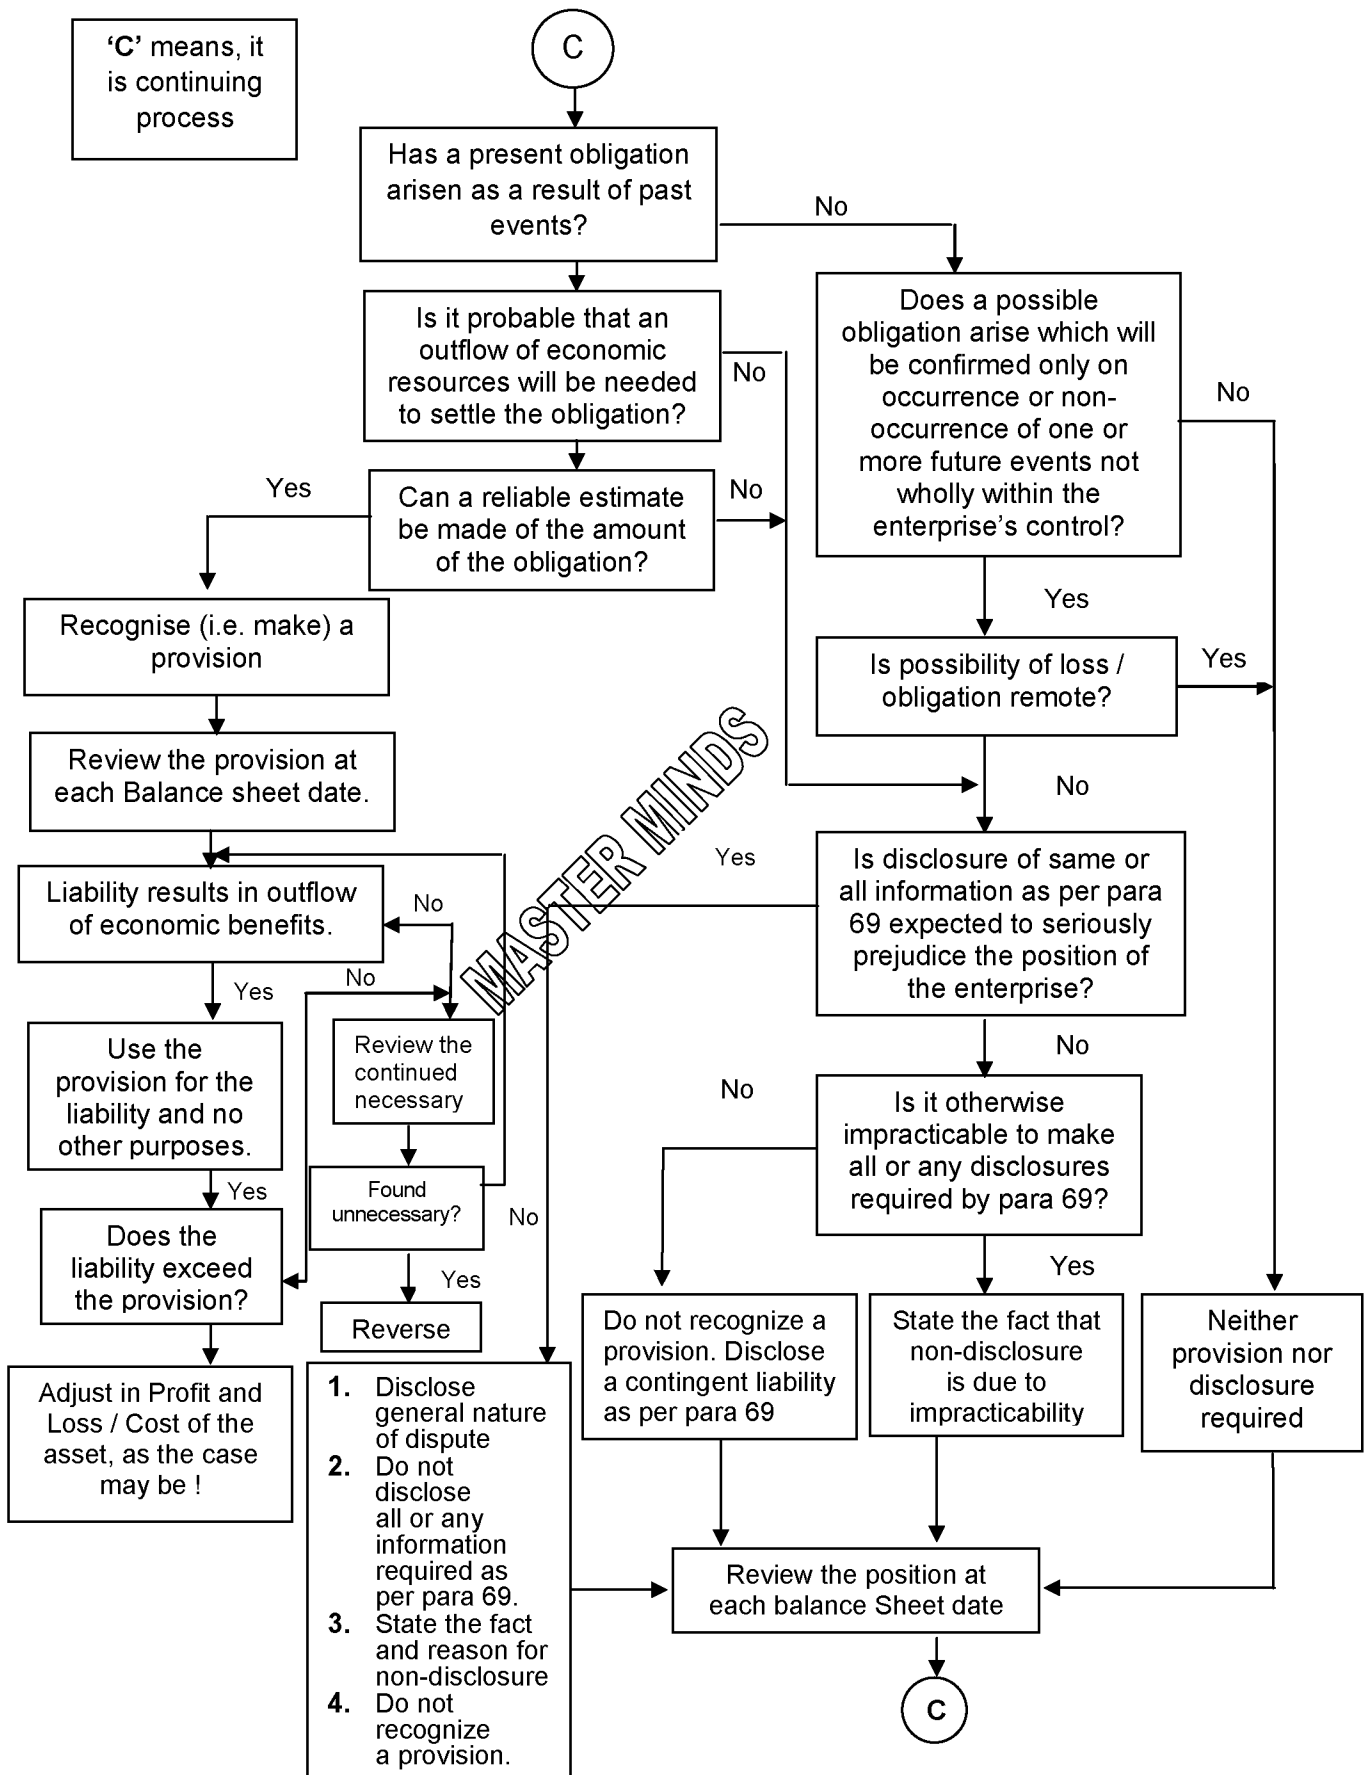 ‘C’ means, it
is continuing
process
C
Has a present obligation
arisen as a result of past
events?
No
Is it probable that an
outflow of economic
resources will be needed
to settle the obligation?
No
Does a possible
obligation arise which will
be confirmed only on
occurrence or non-
occurrence of one or
more future events not
wholly within the
enterprise’s control?
No
Yes
Can a reliable estimate
be made of the amount
of the obligation?
No
Yes
Recognise (i.e. make) a
provision
Is possibility of loss /
obligation remote?
Yes
Review the provision at
each Balance sheet date.
No
MASTER MINDS
Liability results in outflow
of economic benefits.
No
Yes
Is disclosure of same or
all information as per para
69 expected to seriously
prejudice the position of
the enterprise?
Yes
No
Use the
provision for the
liability and no
other purposes.
Review the
continued
necessary
No
No
Is it otherwise
impracticable to make
all or any disclosures
required by para 69?
Yes
Found
unnecessary?
No
Does the
liability exceed
the provision?
Yes
Yes
Reverse
Do not recognize a
provision. Disclose
a contingent liability
as per para 69
State the fact that
non-disclosure
is due to
impracticability
Neither
provision nor
disclosure
required
Adjust in Profit and
Loss / Cost of the
asset, as the case
may be !
1. Disclose
general nature
of dispute
2. Do not
disclose
all or any
information
required as
per para 69.
3. State the fact
and reason for
non-disclosure
4. Do not
recognize
a provision.
Review the position at
each balance Sheet date
C